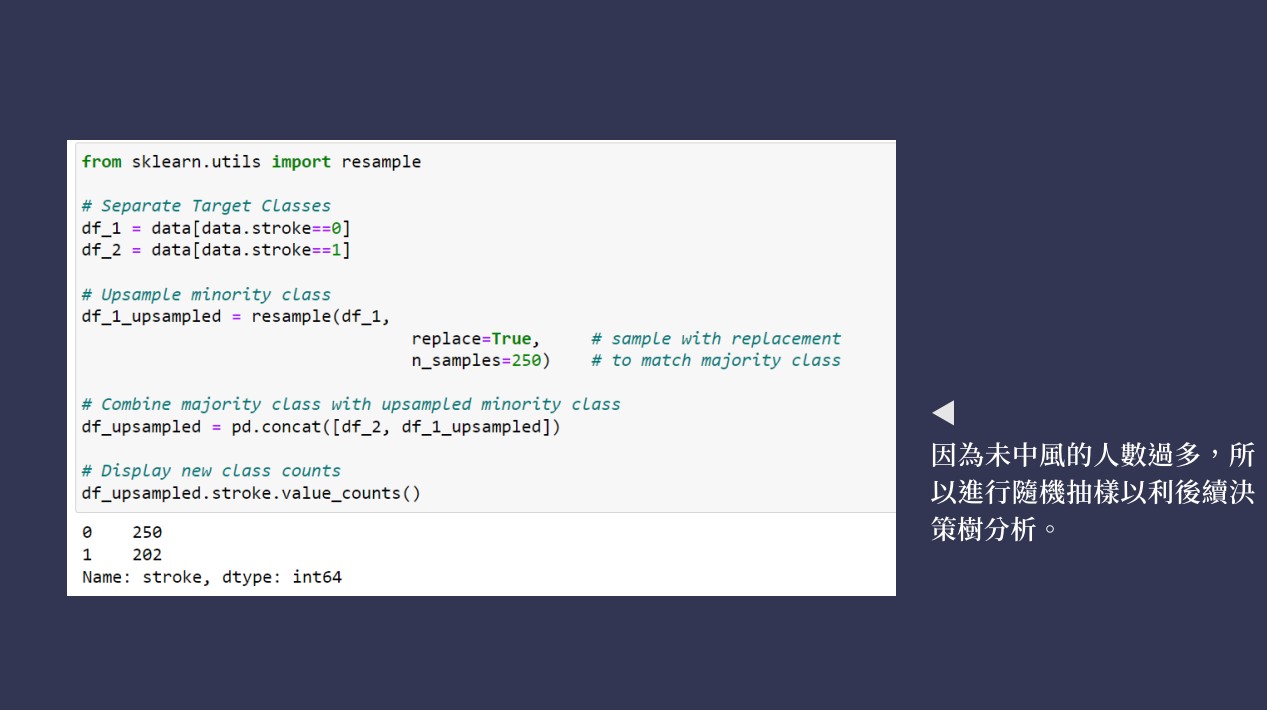 from sklearn.utils import resample
# Separate Target Classes
df_1 = data[data.stroke==0]
df_2 = data[data.stroke==1]
# Upsample minority class
df_1_upsampled = resample(df_1,
replace=True,     # sample with replacement
n_samples=250)    # to match majority class
# Combine majority class with upsampled minority class
df_upsampled = pd.concat([df_2, df_1_upsampled])
# Display new class counts
df_upsampled.stroke.value_counts()
0    250
1    202
Name: stroke, dtype: int64
因為未中風的人數過多，所
以進行隨機抽樣以利後續決
策樹分析。